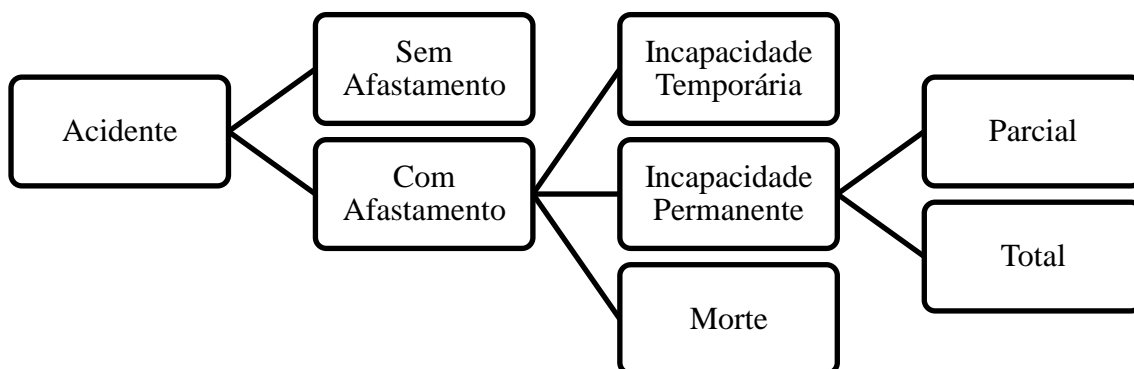 Acidente
Sem
Afastamento
Com
Afastamento
Incapacidade
Temporária
Incapacidade
Permanente
Morte
Parcial
Total